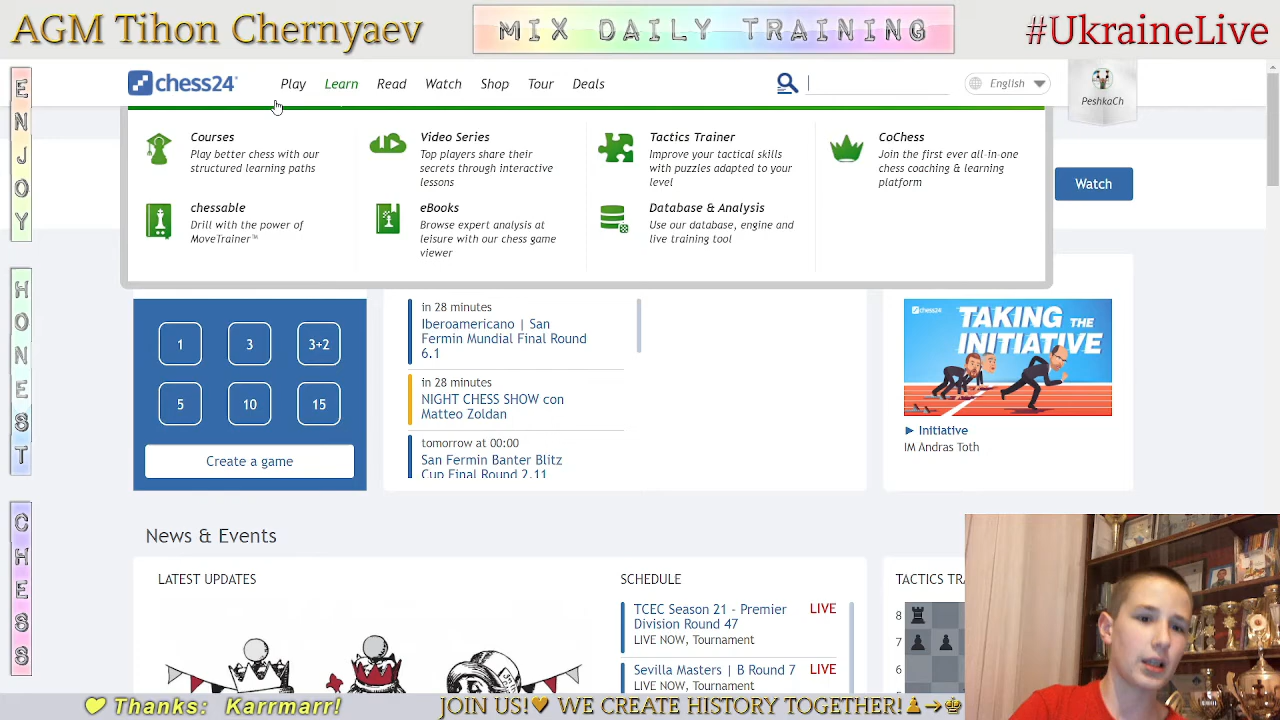 AGM Tihon Chernyaev
MIX DAILY TRAINING
#UkraineLive
ENJOY
HONEST
CHESS
chess24
Play
Learn
Read
Watch
Shop
Tour
Deals
English
PeshkaCh
Courses
Play better chess with our
structured learning paths
Video Series
Top players share their
secrets through interactive
lessons
Tactics Trainer
Improve your tactical skills
with puzzles adapted to your
level
CoChess
Join the first ever all-in-one
chess coaching & learning
platform
chessable
Drill with the power of
MoveTrainer™
eBooks
Browse expert analysis at
leisure with our chess game
viewer
Database & Analysis
Use our database, engine and
live training tool
Watch
1
3
3+2
5
10
15
Create a game
in 28 minutes
Iberoamericano | San
Fermin Mundial Final Round
6.1
in 28 minutes
NIGHT CHESS SHOW con
Matteo Zoldan
tomorrow at 00:00
San Fermin Banter Blitz
Cup Final Round 2.11
chess24
TAKING THE
INITIATIVE
Initiative
IM Andras Toth
News & Events
LATEST UPDATES
SCHEDULE
TCEC Season 21 - Premier
Division Round 47
LIVE
LIVE NOW, Tournament
Sevilla Masters | B Round 7
LIVE
LIVE NOW, Tournament
TACTICS TRA
8
7
6
Thanks: Karrmarr!
JOIN US! WE CREATE HISTORY TOGETHER!